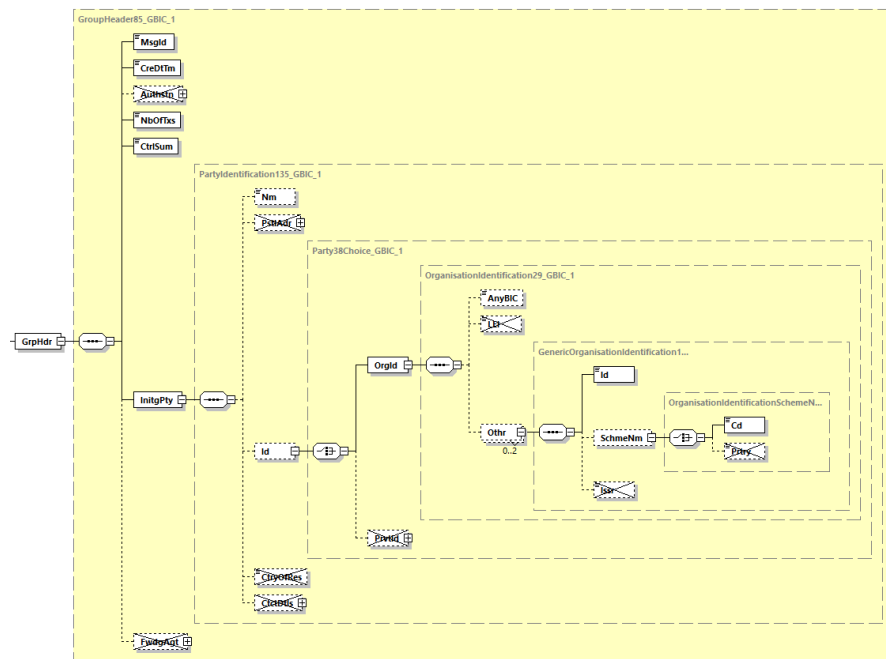 GroupHeader85_GBIC_1
MsgId
CreDtTm
Authstn
NbOfTxs
CtrlSum
PartyIdentification135_GBIC_1
Nm
PstlAdr
Party38Choice_GBIC_1
OrganisationIdentification29_GBIC_1
AnyBIC
LEI
GenericOrganisationIdentification1...
GrpHdr
OrgId
Id
OrganisationIdentificationSchemeN...
InitgPty
Othr
Cd
SchmeNm
0..2
Id
Prtry
Issr
PrvtId
CtryOfRes
CtctDtls
FwdgAgt